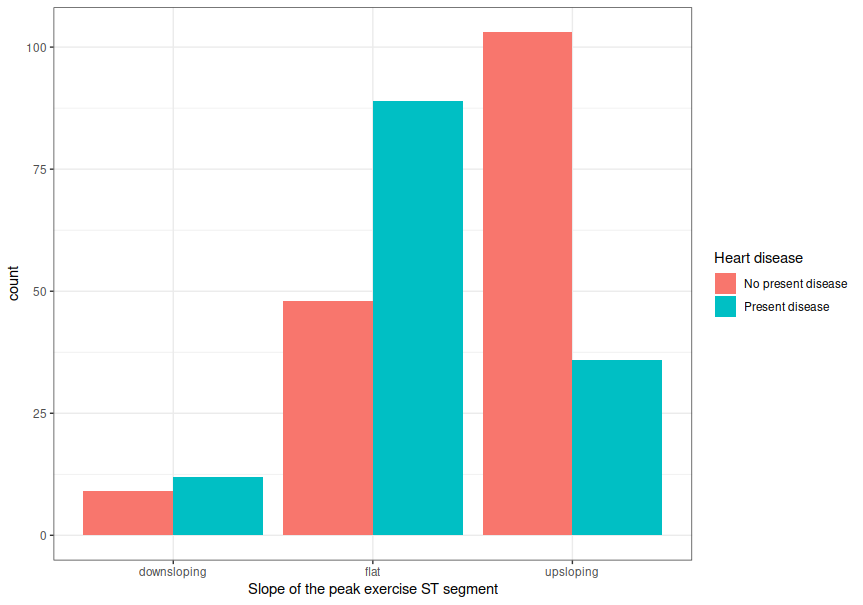 100
75
50
25
0
count
downsloping
flat
upsloping
Slope of the peak exercise ST segment
Heart disease
No present disease
Present disease